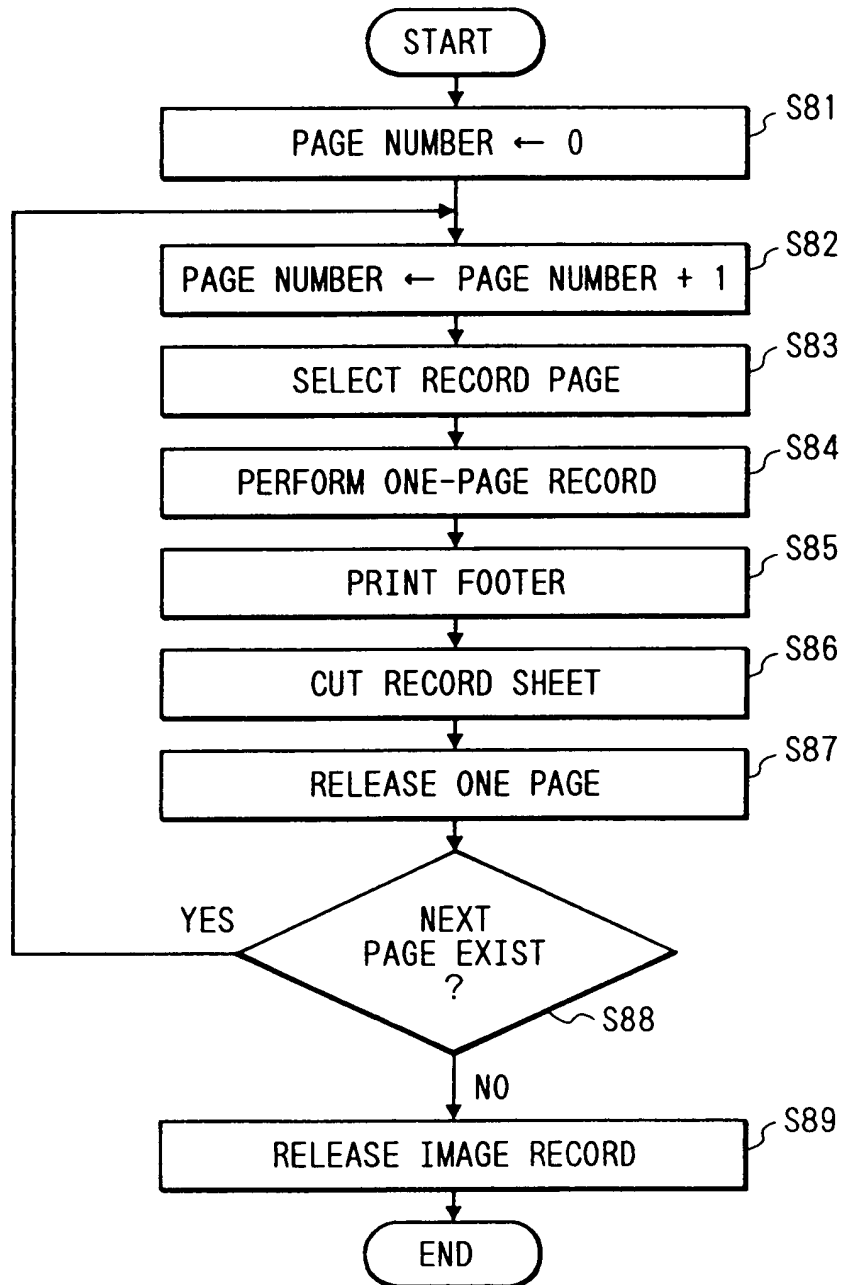 START
S81
PAGE NUMBER ← 0
S82
PAGE NUMBER ← PAGE NUMBER + 1
S83
SELECT RECORD PAGE
S84
PERFORM ONE-PAGE RECORD
S85
PRINT FOOTER
S86
CUT RECORD SHEET
S87
RELEASE ONE PAGE
YES
NEXT
PAGE EXIST
?
S88
NO
S89
RELEASE IMAGE RECORD
END